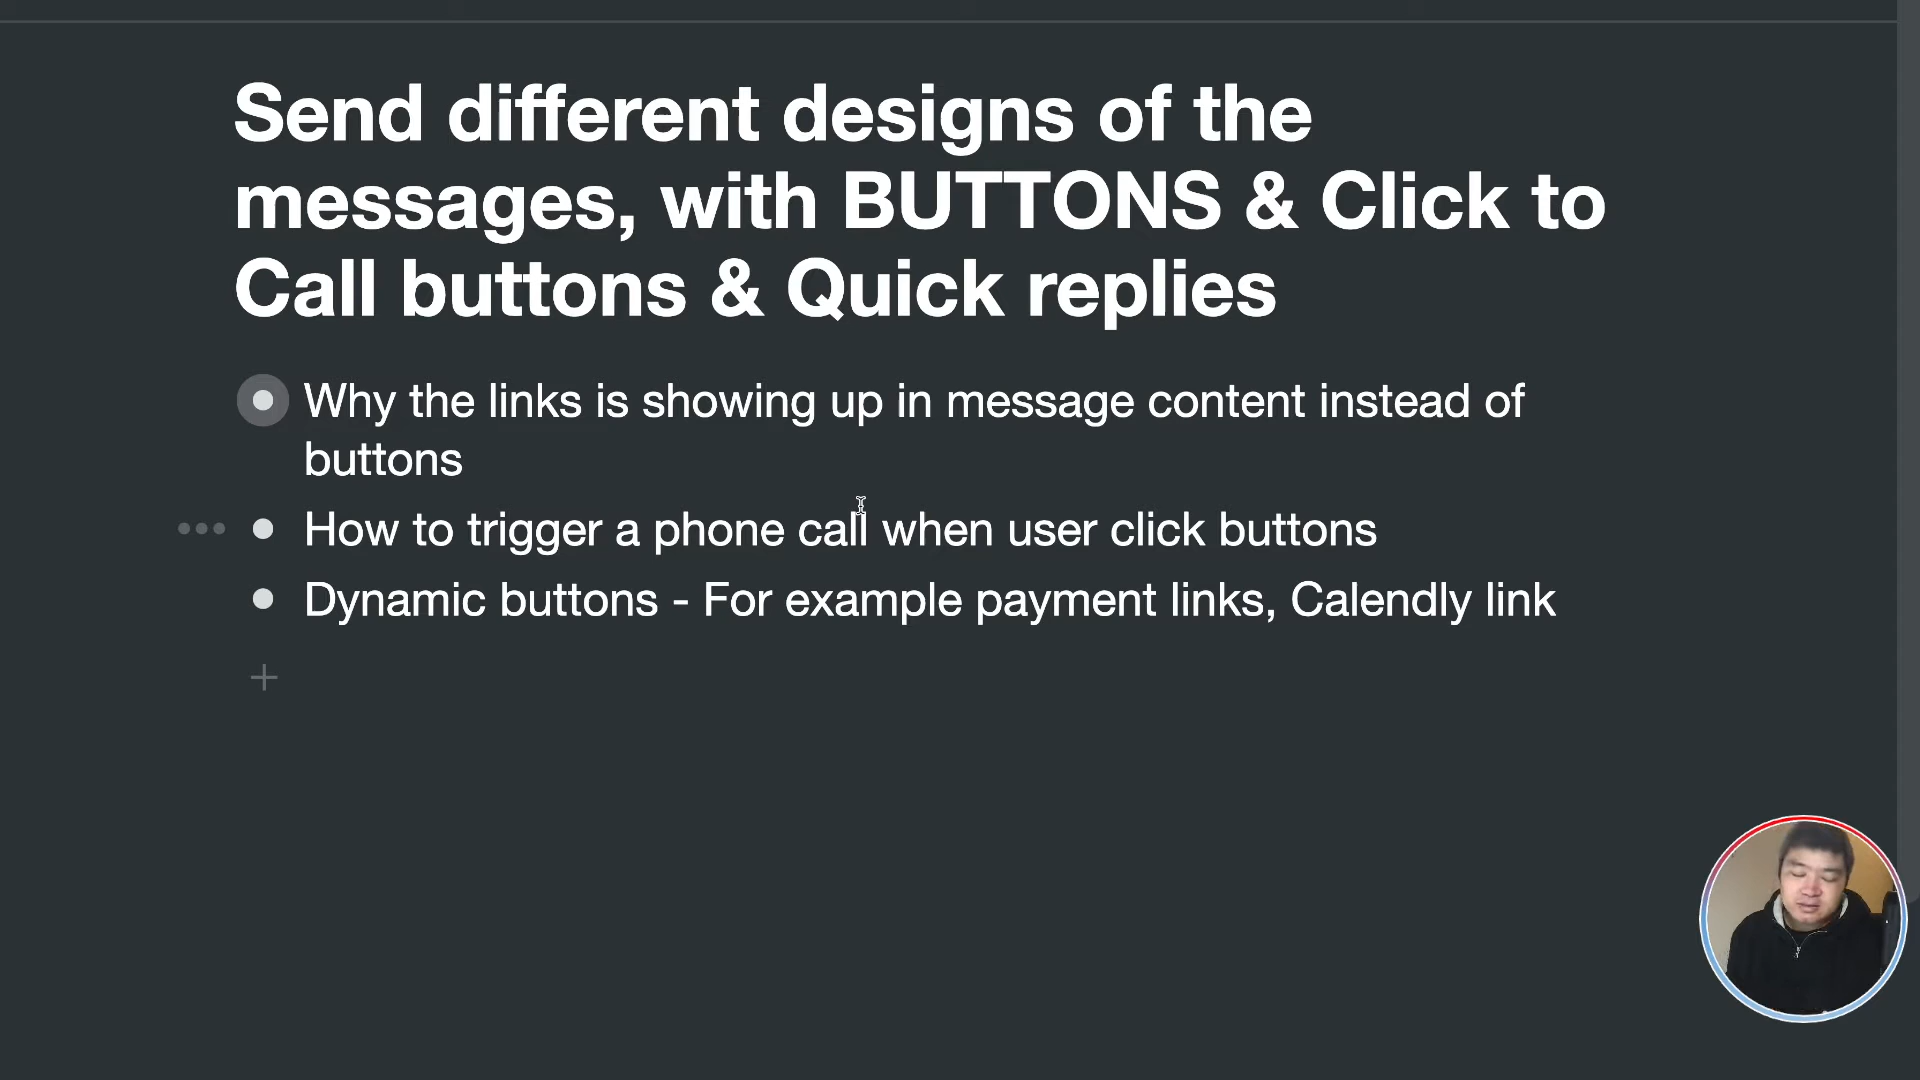 Send different designs of the
messages, with BUTTONS & Click to
Call buttons & Quick replies
Why the links is showing up in message content instead of
buttons
How to trigger a phone call when user click buttons
Dynamic buttons - For example payment links, Calendly link